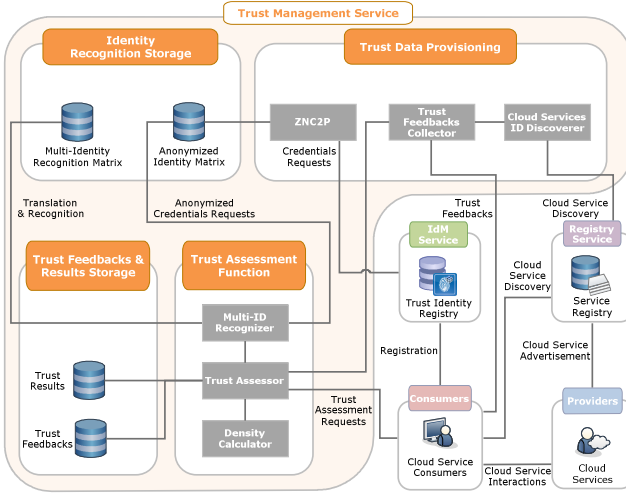 Trust Management Service
Identity
Recognition Storage
Trust Data Provisioning
ZNC2P
Trust
Feedbacks
Collector
Cloud Services
ID Discoverer
Multi-Identity
Recognition Matrix
Anonymized
Identity Matrix
Credentials
Requests
Translation
& Recognition
Anonymized
Credentials Requests
Trust
Feedbacks
Cloud Service
Discovery
IdM
Service
Registry
Service
Trust Feedbacks &
Results Storage
Trust Assessment
Function
Cloud
Service
Discovery
Trust Identity
Registry
Service
Registry
Multi-ID
Recognizer
Registration
Cloud Service
Advertisement
Trust
Results
Trust Assessor
Trust
Assessment
Requests
Consumers
Providers
Trust
Feedbacks
Density
Calculator
Cloud Service
Consumers
Cloud Service
Interactions
Cloud
Services